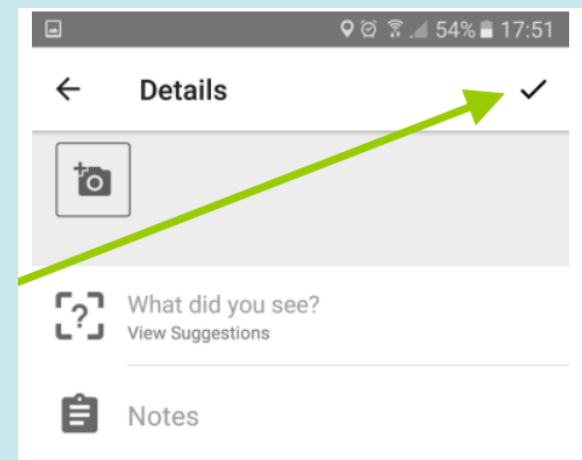 54% 17:51
Details
What did you see?
View Suggestions
Notes